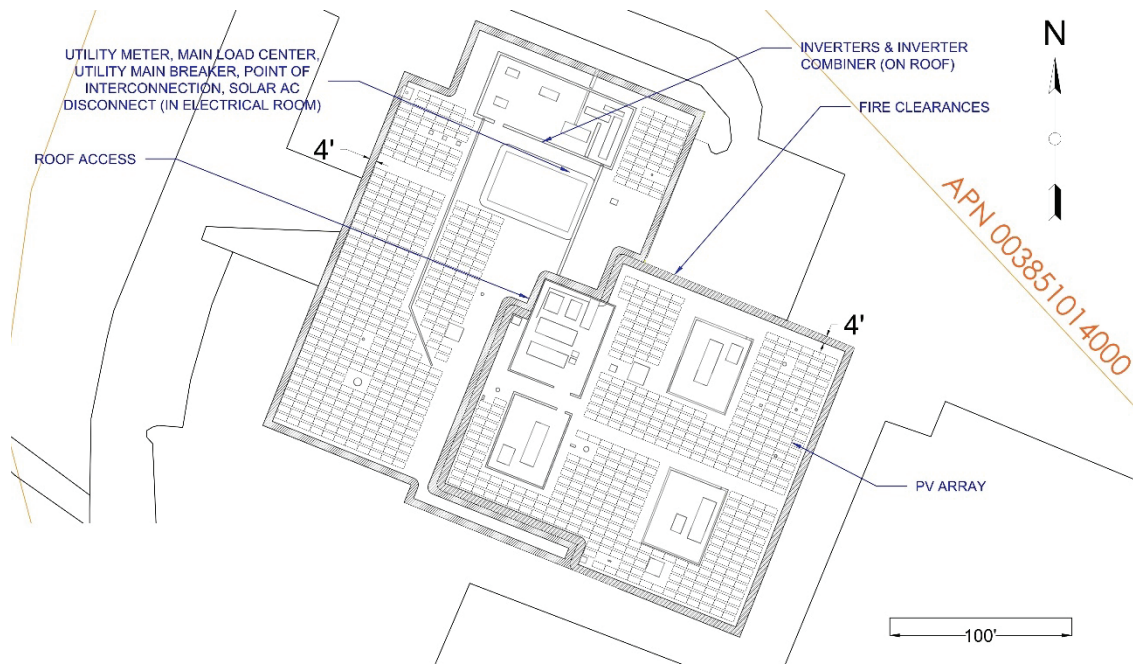 UTILITY METER, MAIN LOAD CENTER,
UTILITY MAIN BREAKER, POINT OF
INTERCONNECTION, SOLAR AC
DISCONNECT (IN ELECTRICAL ROOM)
INVERTERS & INVERTER
COMBINER (ON ROOF)
N
FIRE CLEARANCES
4'
ROOF ACCESS
APN 003851014000
4'
PV ARRAY
100'